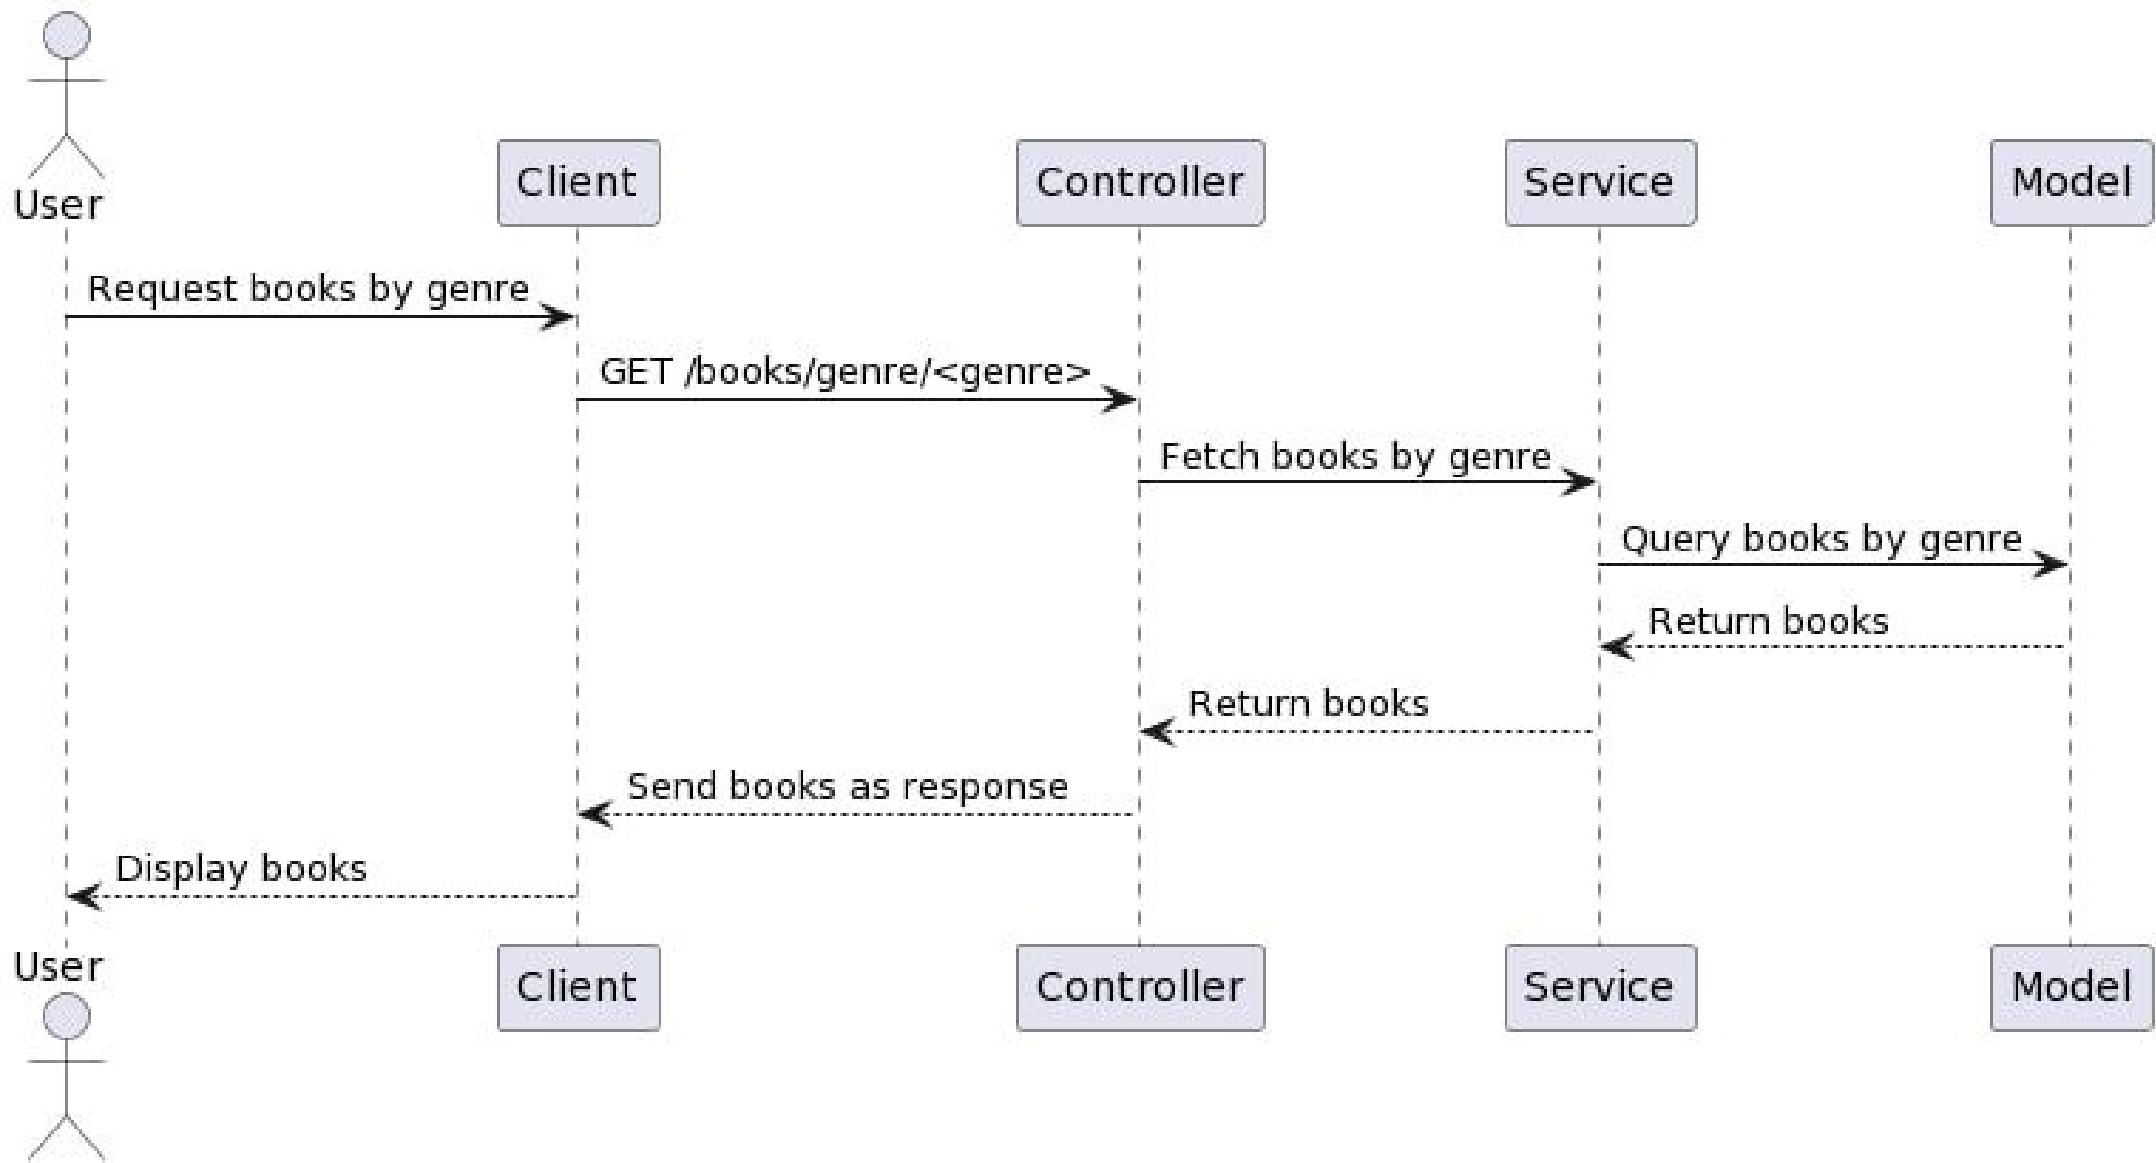 User
Client
Controller
Service
Model
Request books by genre
GET /books/genre/<genre>
Fetch books by genre
Query books by genre
Return books
Return books
Send books as response
Display books
User
Client
Controller
Service
Model